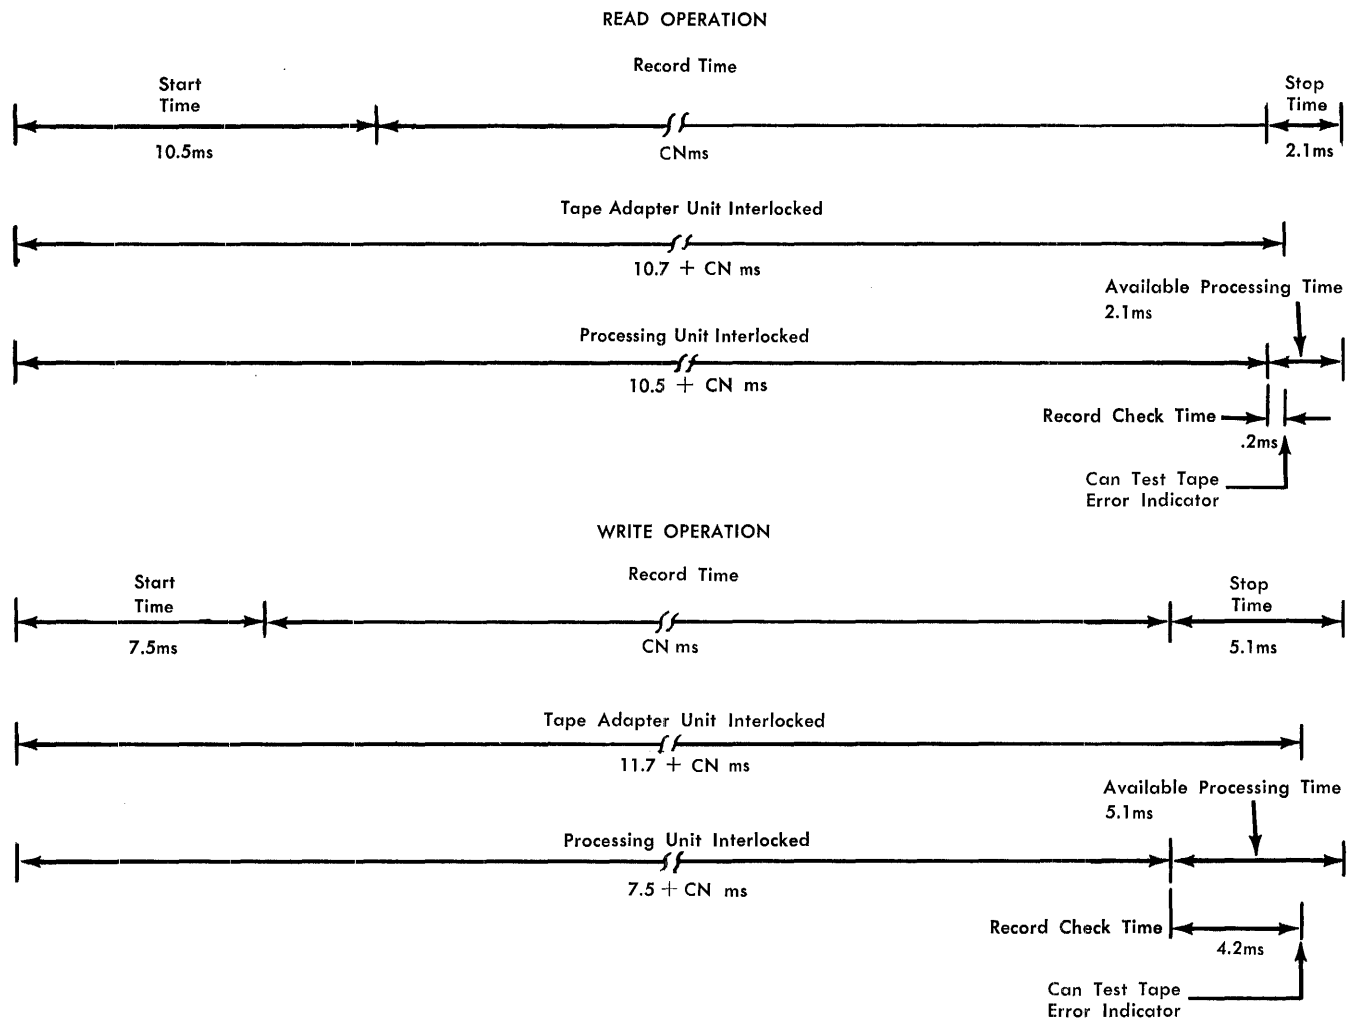 READ OPERATION
Record Time
Start
Time
Stop
Time
10.5ms
CNms
2.1ms
Tape Adapter Unit Interlocked
10.7 + CN ms
Available Processing Time
2.1ms
Processing Unit Interlocked
10.5 + CN ms
Record Check Time
.2ms
Can Test Tape
Error Indicator
WRITE OPERATION
Record Time
Start
Time
Stop
Time
7.5ms
CN ms
5.1ms
Tape Adapter Unit Interlocked
11.7 + CN ms
Available Processing Time
5.1ms
Processing Unit Interlocked
7.5 + CN ms
Record Check Time
4.2ms
Can Test Tape
Error Indicator